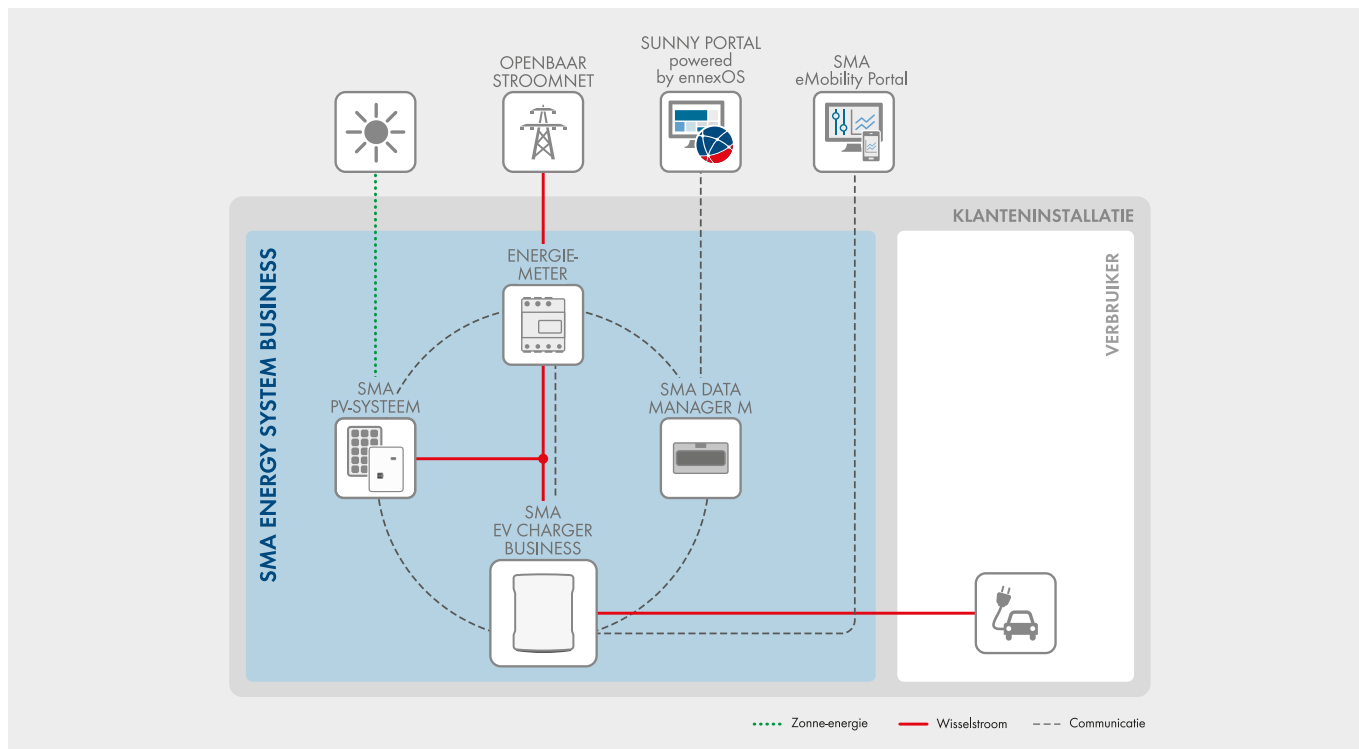 OPENBAAR
STROOMNET
SUNNY PORTAL
powered
by ennexOS
SMA
eMobility Portal
KLANTENINSTALLATIE
SMA ENERGY SYSTEM BUSINESS
VERBRUIKER
ENERGIE-
METER
SMA
PV-SYSTEEM
SMA DATA
MANAGER M
SMA
EV CHARGER
BUSINESS
Zonne-energie
Wisselstroom
Communicatie